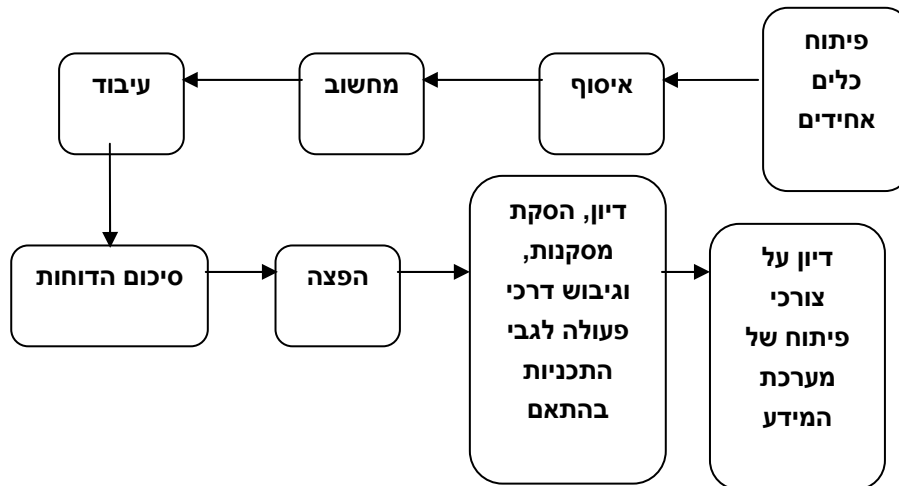 פיתוח
כלים
אחידים
איסוף
מחשוב
עיבוד
סיכום הדוחות
הפצה
דיון, הסקת
מסקנות,
וגיבוש דרכי
פעולה לגבי
התכניות
בהתאם
דיון על
צורכי
פיתוח של
מערכת
המידע